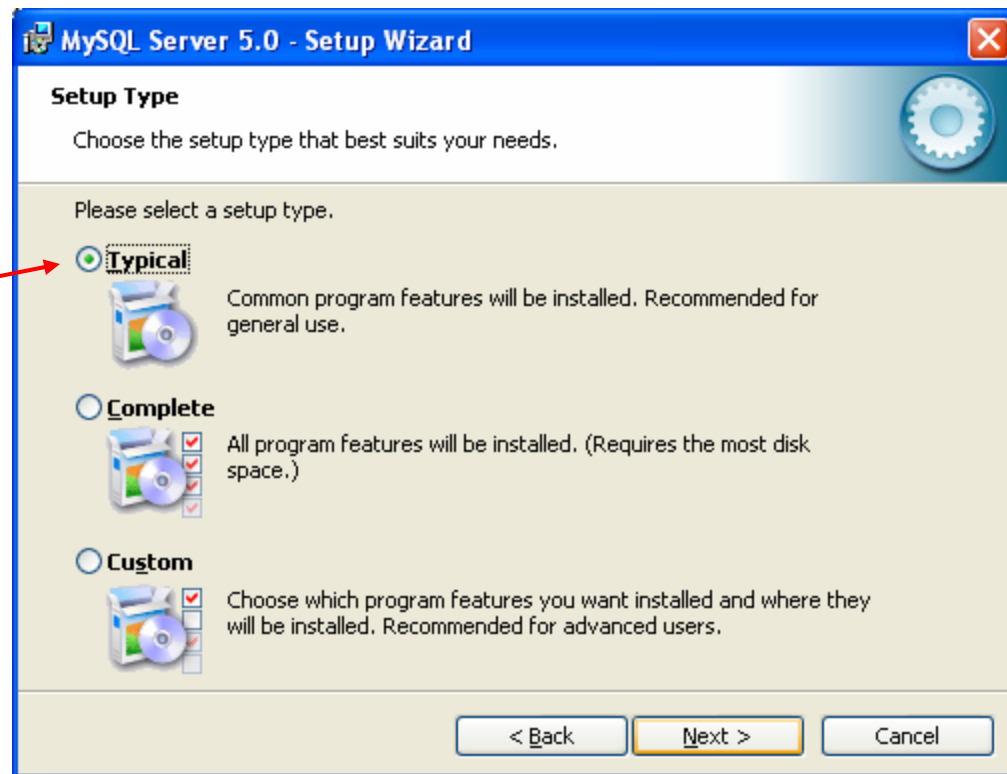 MySQL Server 5.0 - Setup Wizard
Setup Type
Choose the setup type that best suits your needs.
Please select a setup type.
Typical
Common program features will be installed. Recommended for
general use.
Complete
All program features will be installed. (Requires the most disk
space.)
Custom
Choose which program features you want installed and where they
will be installed. Recommended for advanced users.
< Back Next > Cancel